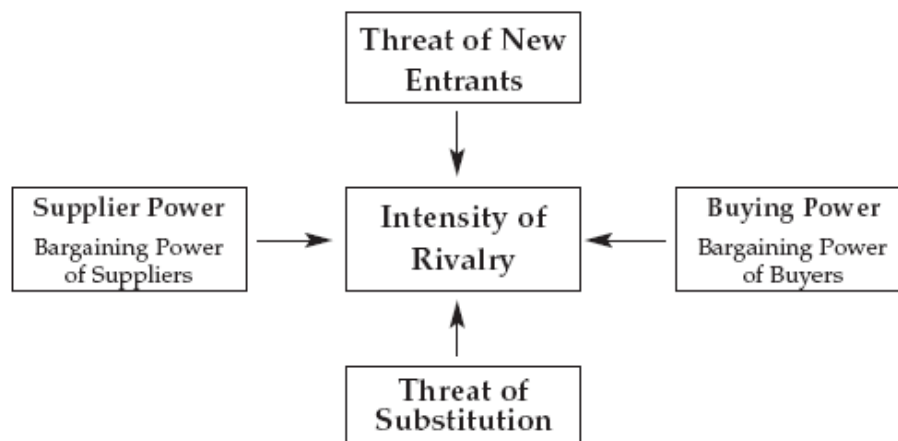 Threat of New
Entrants
Supplier Power
Bargaining Power
of Suppliers
Intensity of
Rivalry
Buying Power
Bargaining Power
of Buyers
Threat of
Substitution